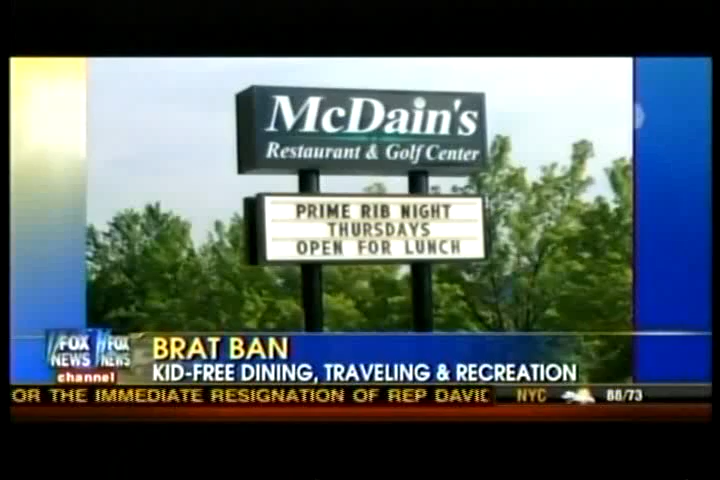 McDain's
Restaurant & Golf Center
PRIME RIB NIGHT
THURSDAYS
OPEN FOR LUNCH
FOX NEWS channel
FOX NEWS
BRAT BAN
KID-FREE DINING, TRAVELING & RECREATION
OR THE IMMEDIATE RESIGNATION OF REP DAVID
NYC 88/73